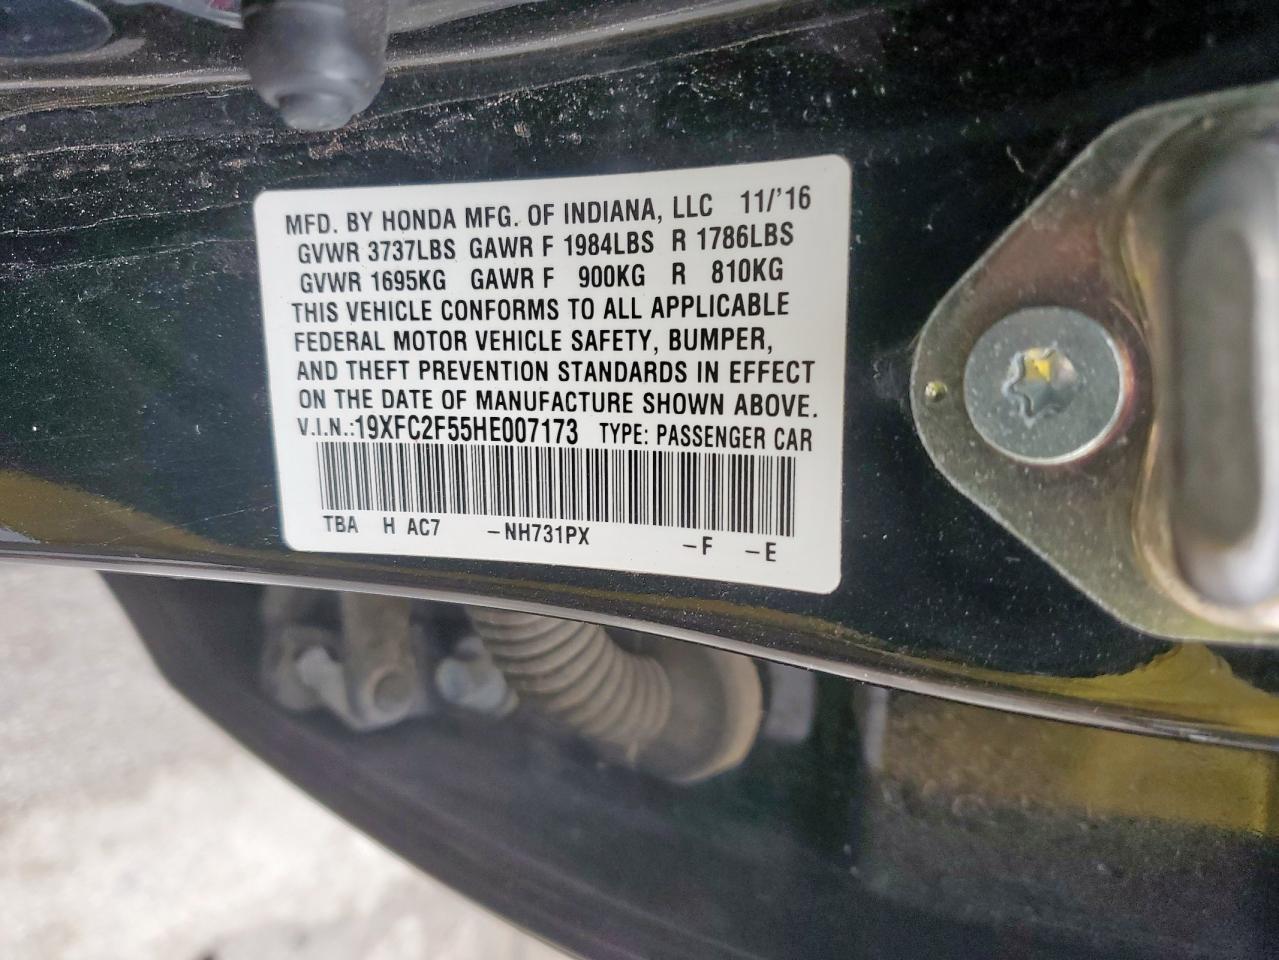 MFD. BY HONDA MFG. OF INDIANA, LLC 11/'16
GVWR 3737LBS GAWR F 1984LBS R 1786LBS
GVWR 1695KG GAWR F 900KG R 810KG
THIS VEHICLE CONFORMS TO ALL APPLICABLE
FEDERAL MOTOR VEHICLE SAFETY, BUMPER,
AND THEFT PREVENTION STANDARDS IN EFFECT
ON THE DATE OF MANUFACTURE SHOWN ABOVE.
V.I.N.:19XFC2F55HE007173 TYPE: PASSENGER CAR
TBA H AC7 -NH731PX -F -E